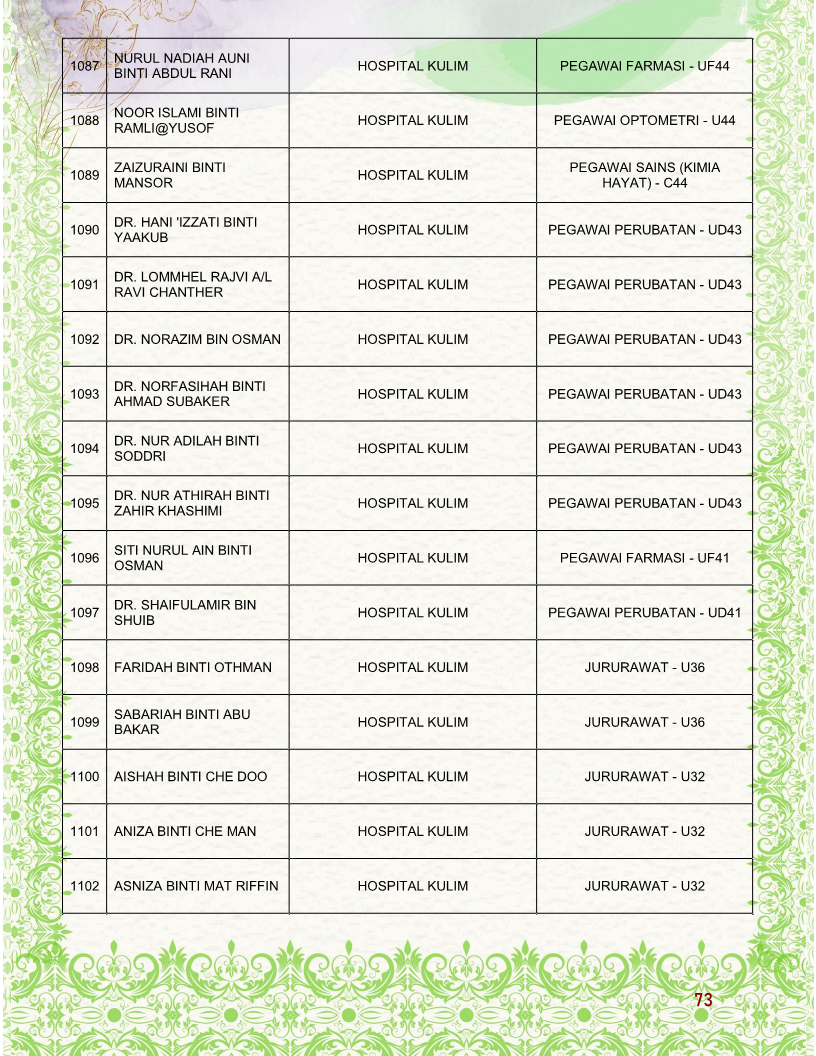 1087 NURUL NADIAH AUNI HOSPITAL KULIM PEGAWAI FARMASI - UF44
BINTI ABDUL RANI
1088 NOOR ISLAMI BINTI HOSPITAL KULIM PEGAWAI OPTOMETRI - U44
RAMLI@YUSOF
1089 ZAIZURAINI BINTI HOSPITAL KULIM PEGAWAI SAINS (KIMIA
MANSOR HAYAT) - C44
1090 DR. HANI 'IZZATI BINTI HOSPITAL KULIM PEGAWAI PERUBATAN - UD43
YAAKUB
1091 DR. LOMMHEL RAJVI A/L HOSPITAL KULIM PEGAWAI PERUBATAN - UD43
RAVI CHANTHER
1092 DR. NORAZIM BIN OSMAN HOSPITAL KULIM PEGAWAI PERUBATAN - UD43
1093 DR. NORFASIHAH BINTI HOSPITAL KULIM PEGAWAI PERUBATAN - UD43
AHMAD SUBAKER
1094 DR. NUR ADILAH BINTI HOSPITAL KULIM PEGAWAI PERUBATAN - UD43
SODDRI
1095 DR. NUR ATHIRAH BINTI HOSPITAL KULIM PEGAWAI PERUBATAN - UD43
ZAHIR KHASHIMI
1096 SITI NURUL AIN BINTI HOSPITAL KULIM PEGAWAI FARMASI - UF41
OSMAN
1097 DR. SHAIFULAMIR BIN HOSPITAL KULIM PEGAWAI PERUBATAN - UD41
SHUIB
1098 FARIDAH BINTI OTHMAN HOSPITAL KULIM JURURAWAT - U36
1099 SABARIAH BINTI ABU HOSPITAL KULIM JURURAWAT - U36
BAKAR
1100 AISHAH BINTI CHE DOO HOSPITAL KULIM JURURAWAT - U32
1101 ANIZA BINTI CHE MAN HOSPITAL KULIM JURURAWAT - U32
1102 ASNIZA BINTI MAT RIFFIN HOSPITAL KULIM JURURAWAT - U32
73